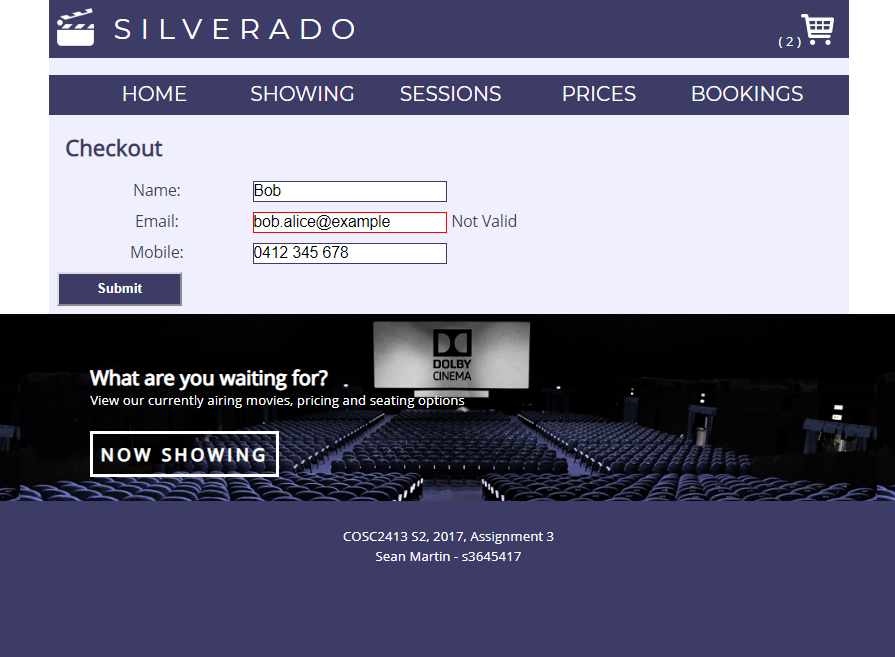 SILVERADO
( 2 )
HOME SHOWING SESSIONS PRICES BOOKINGS
Checkout
Name: Bob
Email: bob.alice@example Not Valid
Mobile: 0412 345 678
Submit
DOLBY
CINEMA
What are you waiting for?
View our currently airing movies, pricing and seating options
NOW SHOWING
COSC2413 S2, 2017, Assignment 3
Sean Martin - s3645417